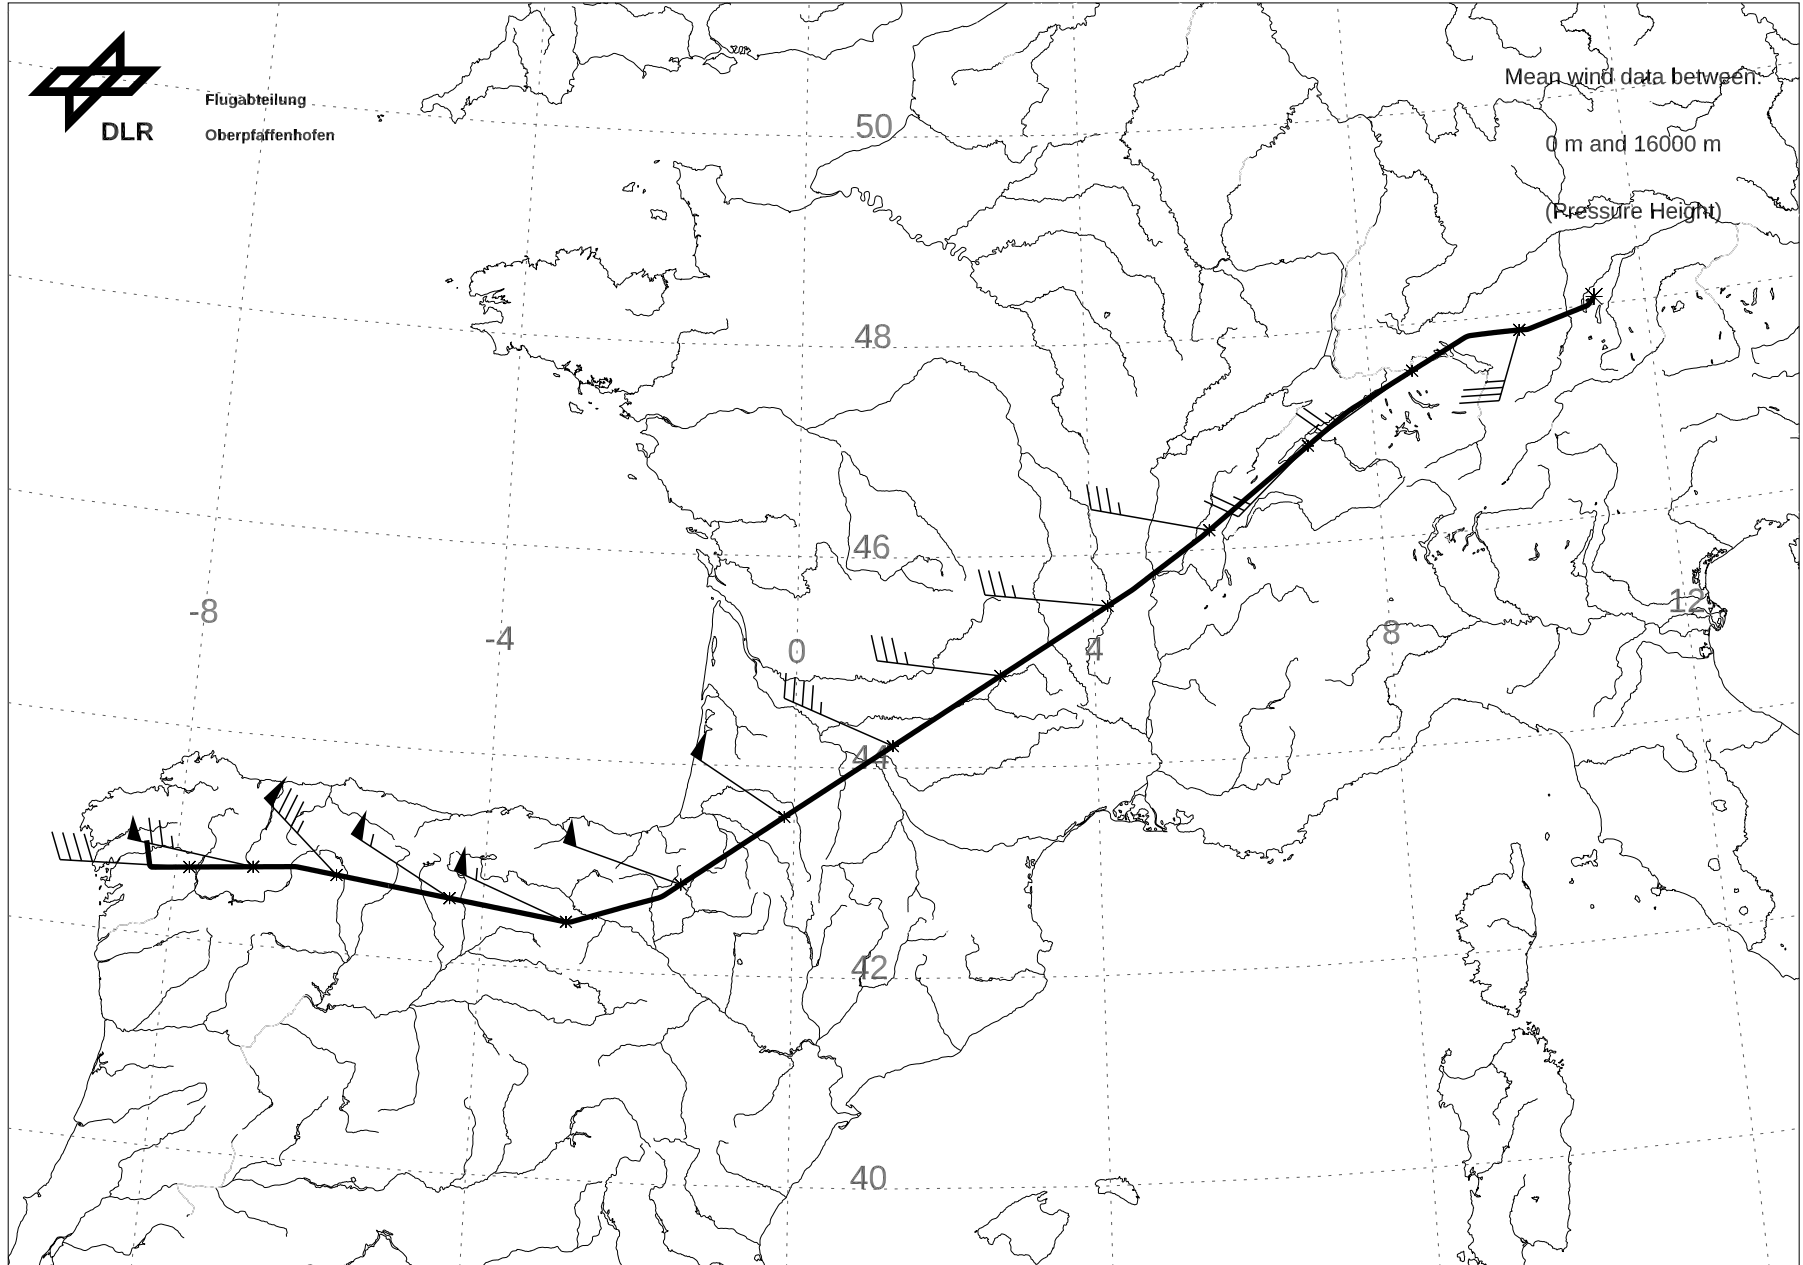 Mean wind data between:
Flugabteilung
DLR
Oberpfaffenhofen
50
0 m and 16000 m
(Pressure Height)
48
46
-8
-4
0
4
8
12
44
42
40